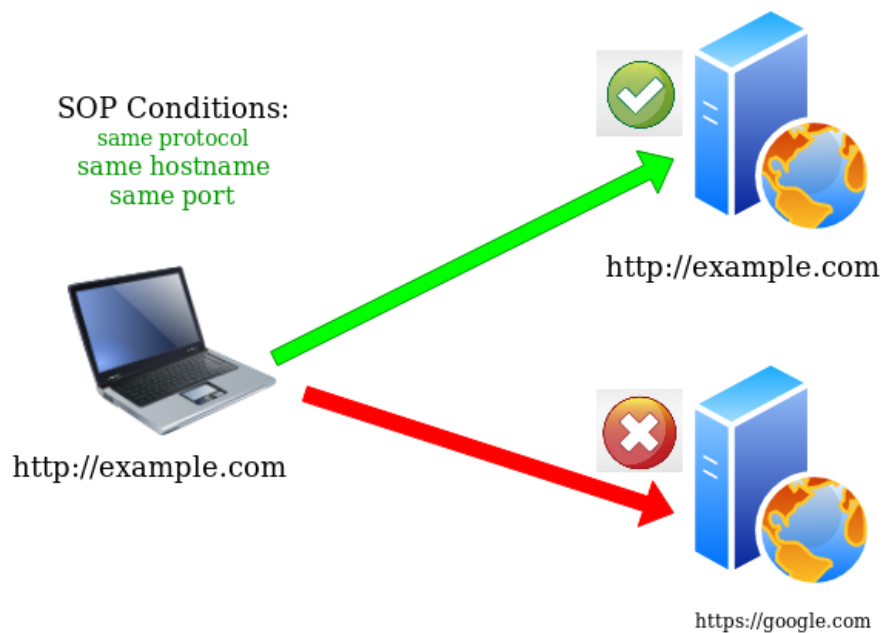 SOP Conditions:
same protocol
same hostname
same port
http://example.com
http://example.com
https://google.com